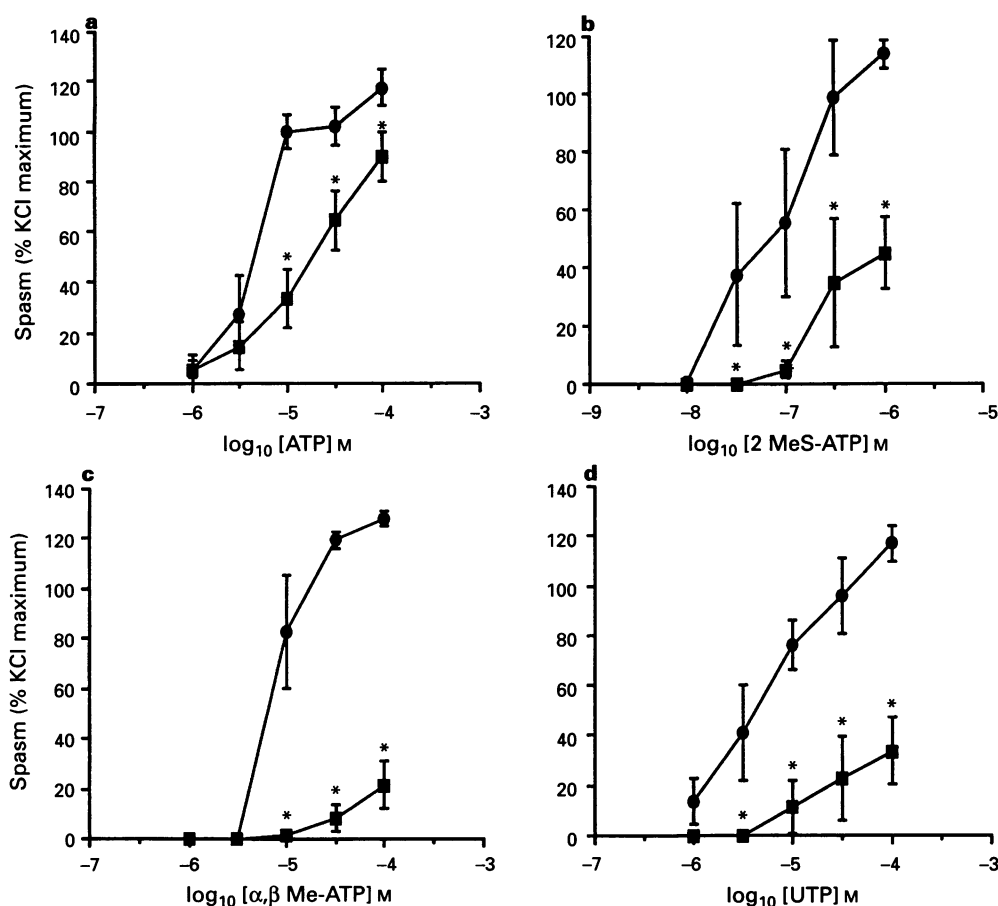 a
140
120
100
80
60
40
20
0
Spasm (% KCl maximum)
* * *
–7 –6 –5 –4 –3
log10 [ATP] M
b
120
100
80
60
40
20
0
* * * *
–9 –8 –7 –6 –5
log10 [2 MeS-ATP] M
c
140
120
100
80
60
40
20
0
Spasm (% KCl maximum)
* * *
–7 –6 –5 –4 –3
log10 [α,β Me-ATP] M
d
140
120
100
80
60
40
20
0
* * * *
–7 –6 –5 –4 –3
log10 [UTP] M